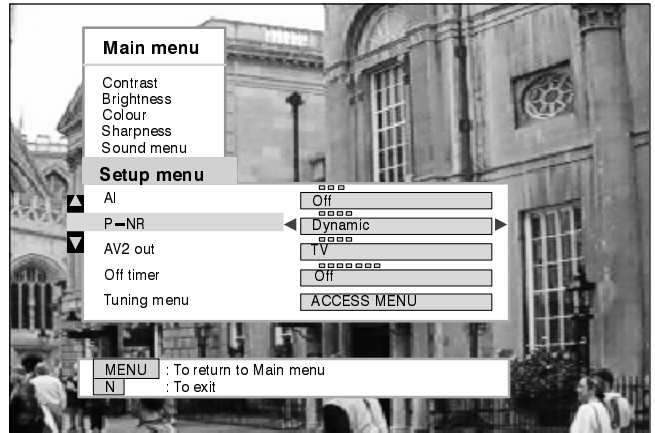 Main menu
Contrast
Brightness
Colour
Sharpness
Sound menu
Setup menu
AI Off
P-NR Dynamic
AV2 out TV
Off timer Off
Tuning menu ACCESS MENU
MENU : To return to Main menu
N : To exit